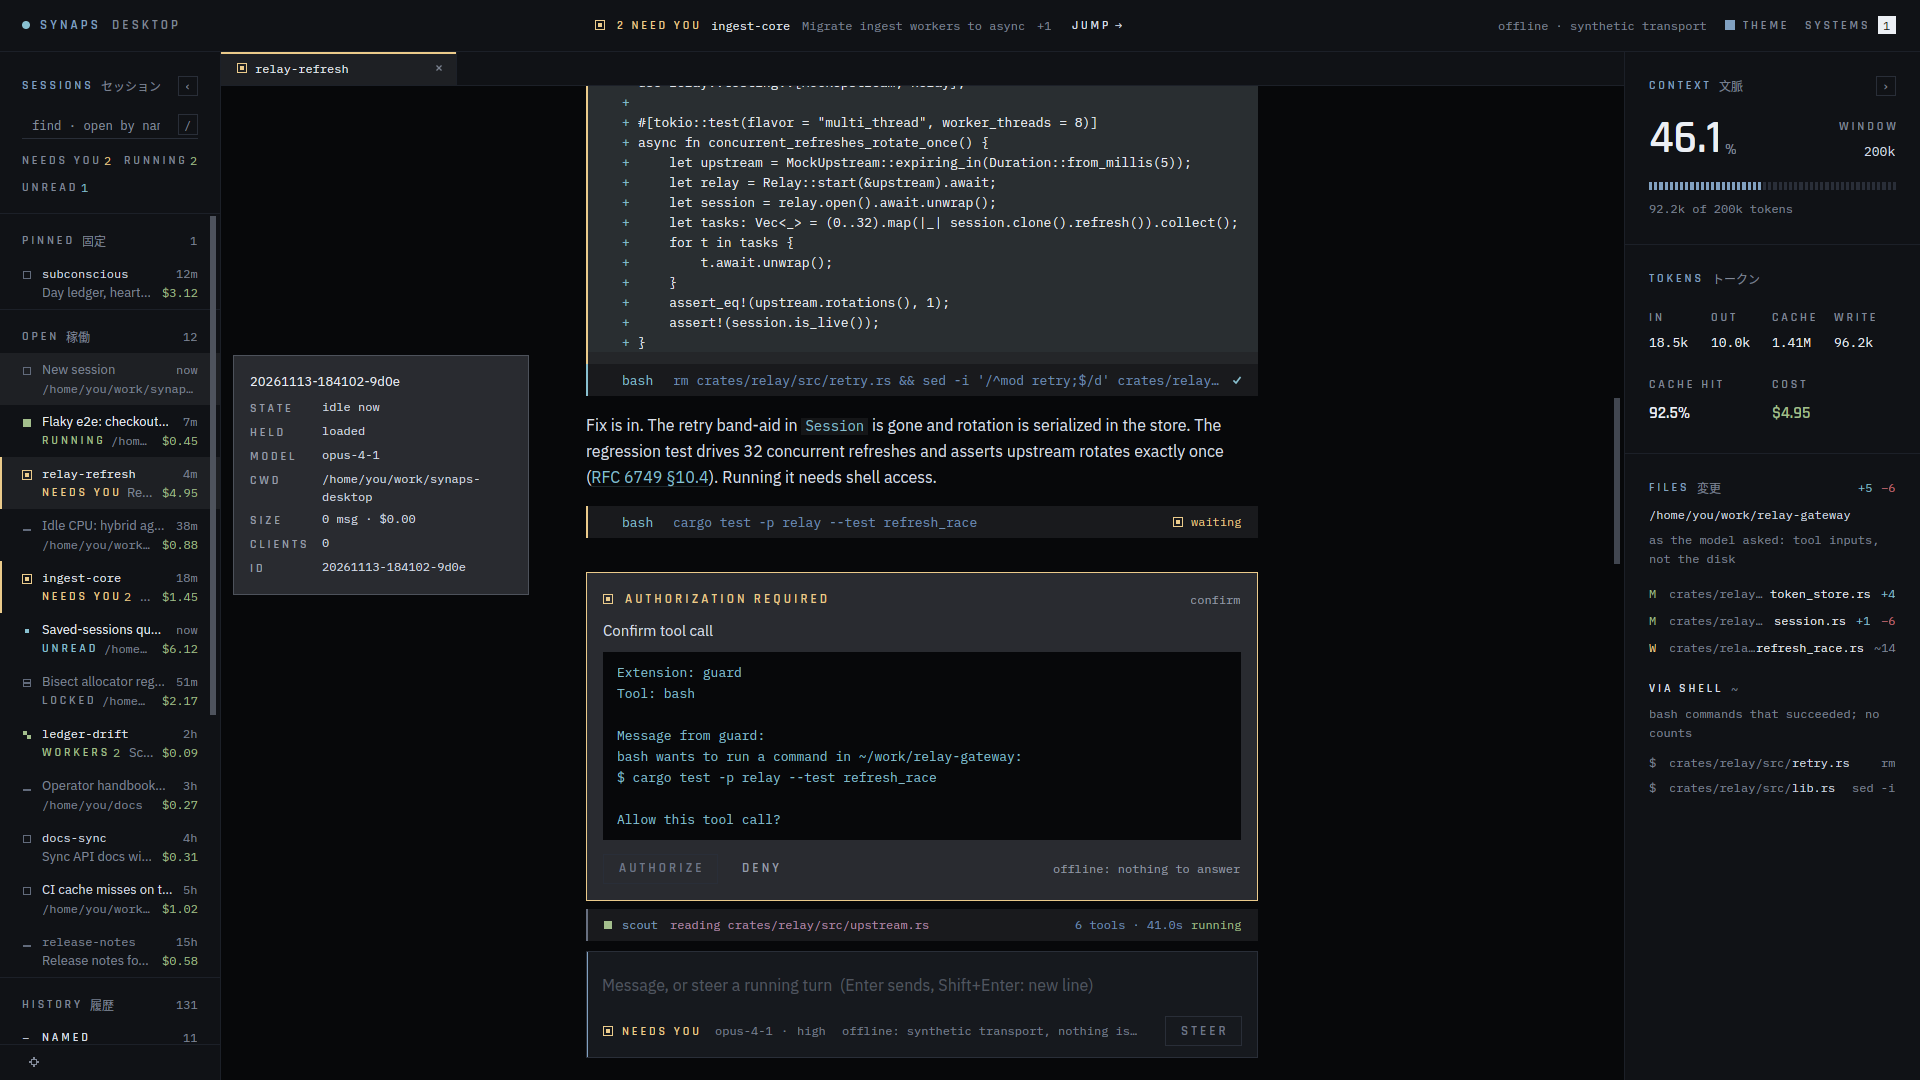 SYNAPS DESKTOP
2 NEED YOU ingest-core Migrate ingest workers to async +1 JUMP →
offline · synthetic transport THEME SYSTEMS 1
SESSIONS セッション ‹
find · open by nar /
NEEDS YOU 2 RUNNING 2
UNREAD 1
PINNED 固定 1
subconscious 12m
Day ledger, heart… $3.12
OPEN 稼働 12
New session now
/home/you/work/synap…
Flaky e2e: checkout… 7m
RUNNING /hom… $0.45
relay-refresh 4m
NEEDS YOU Re… $4.95
Idle CPU: hybrid ag… 38m
/home/you/work… $0.88
ingest-core 18m
NEEDS YOU 2 … $1.45
Saved-sessions qu… now
UNREAD /home… $6.12
Bisect allocator reg… 51m
LOCKED /home… $2.17
ledger-drift 2h
WORKERS 2 Sc… $0.09
Operator handbook… 3h
/home/you/docs $0.27
docs-sync 4h
Sync API docs wi… $0.31
CI cache misses on t… 5h
/home/you/work… $1.02
release-notes 15h
Release notes fo… $0.58
HISTORY 履歴 131
– NAMED 11
relay-refresh ×
20261113-184102-9d0e
STATE idle now
HELD loaded
MODEL opus-4-1
CWD /home/you/work/synaps-
desktop
SIZE 0 msg · $0.00
CLIENTS 0
ID 20261113-184102-9d0e
+
+ #[tokio::test(flavor = "multi_thread", worker_threads = 8)]
+ async fn concurrent_refreshes_rotate_once() {
+     let upstream = MockUpstream::expiring_in(Duration::from_millis(5));
+     let relay = Relay::start(&upstream).await;
+     let session = relay.open().await.unwrap();
+     let tasks: Vec<_> = (0..32).map(|_| session.clone().refresh()).collect();
+     for t in tasks {
+         t.await.unwrap();
+     }
+     assert_eq!(upstream.rotations(), 1);
+     assert!(session.is_live());
+ }
bash rm crates/relay/src/retry.rs && sed -i '/^mod retry;$/d' crates/relay… ✓
Fix is in. The retry band-aid in Session is gone and rotation is serialized in the store. The
regression test drives 32 concurrent refreshes and asserts upstream rotates exactly once
(RFC 6749 §10.4). Running it needs shell access.
bash cargo test -p relay --test refresh_race waiting
AUTHORIZATION REQUIRED confirm
Confirm tool call
Extension: guard
Tool: bash
Message from guard:
bash wants to run a command in ~/work/relay-gateway:
$ cargo test -p relay --test refresh_race
Allow this tool call?
AUTHORIZE DENY offline: nothing to answer
scout reading crates/relay/src/upstream.rs 6 tools · 41.0s running
Message, or steer a running turn (Enter sends, Shift+Enter: new line)
NEEDS YOU opus-4-1 · high offline: synthetic transport, nothing is… STEER
CONTEXT 文脈 ›
46.1% WINDOW
200k
92.2k of 200k tokens
TOKENS トークン
IN OUT CACHE WRITE
18.5k 10.0k 1.41M 96.2k
CACHE HIT COST
92.5% $4.95
FILES 変更 +5 −6
/home/you/work/relay-gateway
as the model asked: tool inputs,
not the disk
M crates/relay… token_store.rs +4
M crates/relay… session.rs +1 −6
W crates/rela…refresh_race.rs ~14
VIA SHELL ~
bash commands that succeeded; no
counts
$ crates/relay/src/retry.rs rm
$ crates/relay/src/lib.rs sed -i